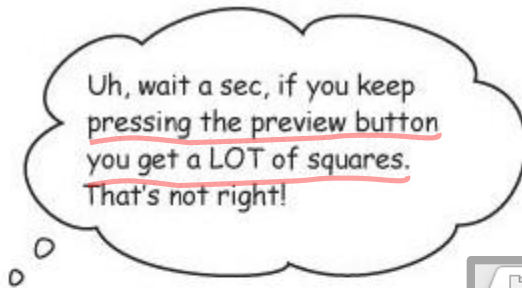 Uh, wait a sec, if you keep
pressing the preview button
you get a LOT of squares.
That's not right!